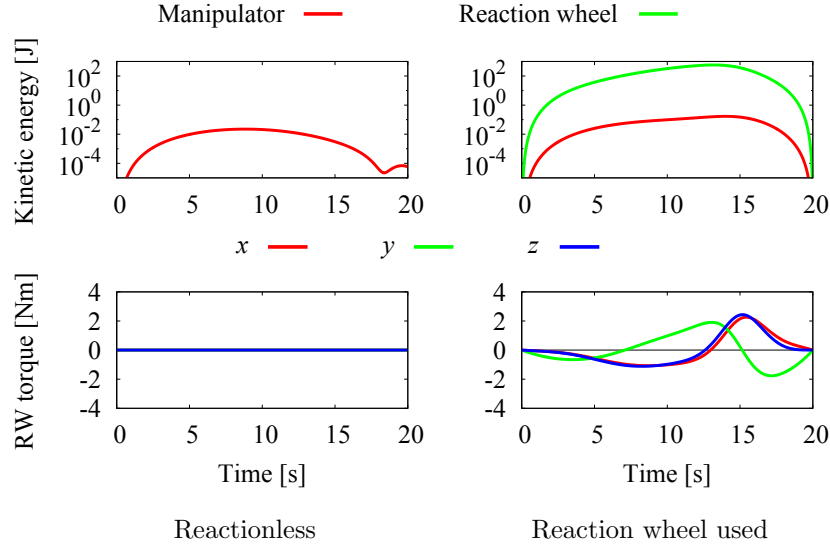 Manipulator Reaction wheel
Kinetic energy [J]
10^2
10^0
10^-2
10^-4
0 5 10 15 20
10^2
10^0
10^-2
10^-4
0 5 10 15 20
x y z
RW torque [Nm]
4
2
0
-2
-4
0 5 10 15 20
Time [s]
4
2
0
-2
-4
0 5 10 15 20
Time [s]
Reactionless Reaction wheel used